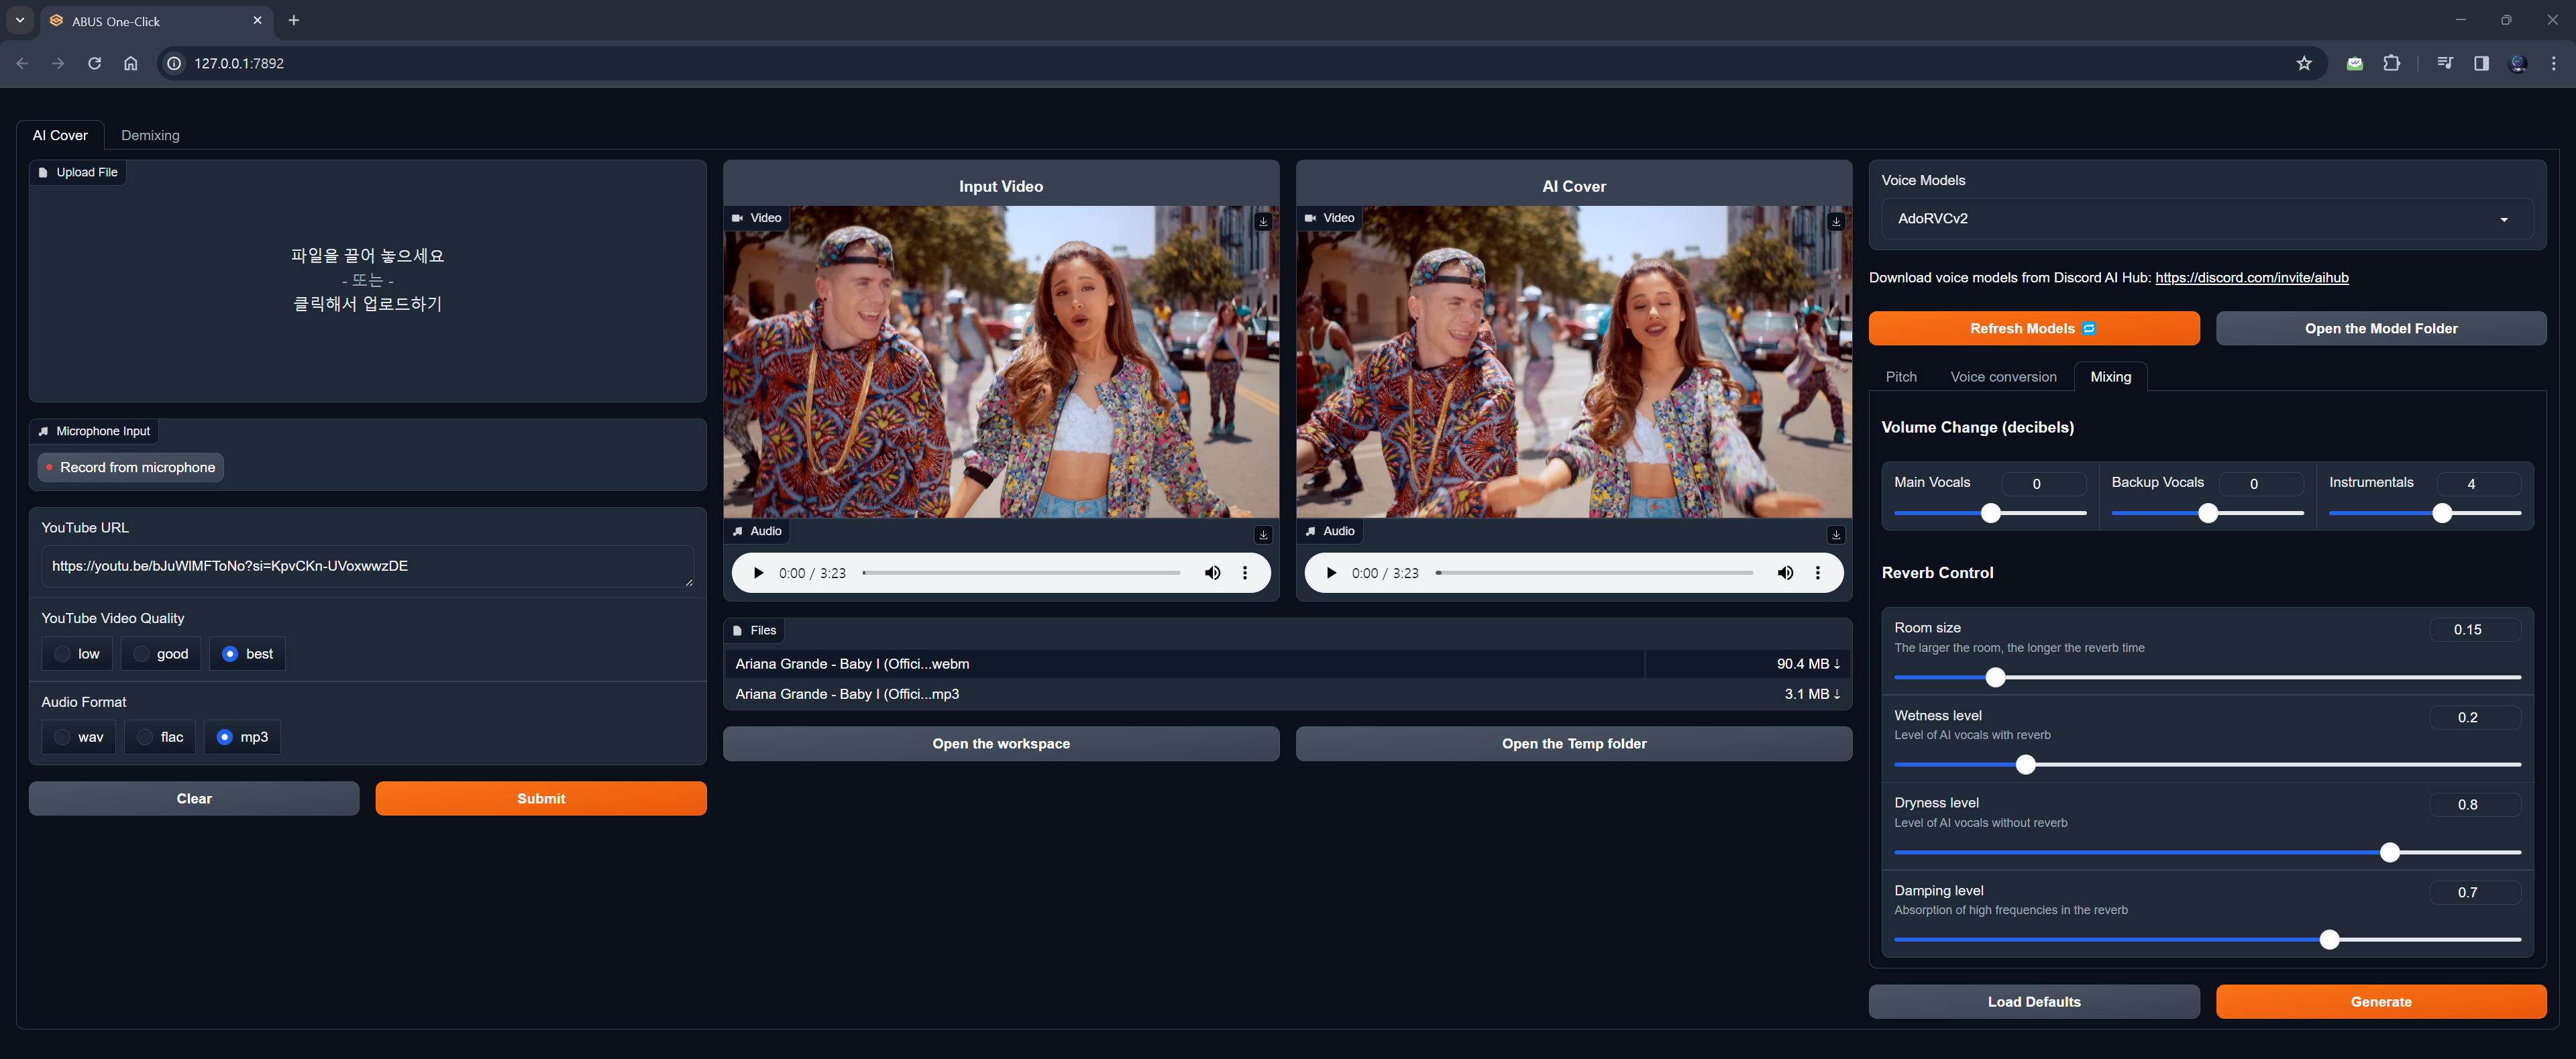 ABUS One-Click
127.0.0.1:7892
AI Cover
Demixing
Upload File
파일을 끌어 놓으세요
- 또는 -
클릭해서 업로드하기
Microphone Input
Record from microphone
YouTube URL
https://youtu.be/bJuWlMFToNo?si=KpvCKn-UVoxwwzDE
YouTube Video Quality
low
good
best
Audio Format
wav
flac
mp3
Clear
Submit
Input Video
Video
Audio
0:00 / 3:23
AI Cover
Video
Audio
0:00 / 3:23
Files
Ariana Grande - Baby I (Offici...webm
90.4 MB ↓
Ariana Grande - Baby I (Offici...mp3
3.1 MB ↓
Open the workspace
Open the Temp folder
Voice Models
AdoRVCv2
Download voice models from Discord AI Hub: https://discord.com/invite/aihub
Refresh Models
Open the Model Folder
Pitch
Voice conversion
Mixing
Volume Change (decibels)
Main Vocals
0
Backup Vocals
0
Instrumentals
4
Reverb Control
Room size
0.15
The larger the room, the longer the reverb time
Wetness level
0.2
Level of AI vocals with reverb
Dryness level
0.8
Level of AI vocals without reverb
Damping level
0.7
Absorption of high frequencies in the reverb
Load Defaults
Generate